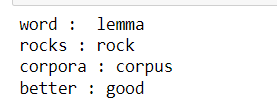 word :  lemma
rocks : rock
corpora : corpus
better : good